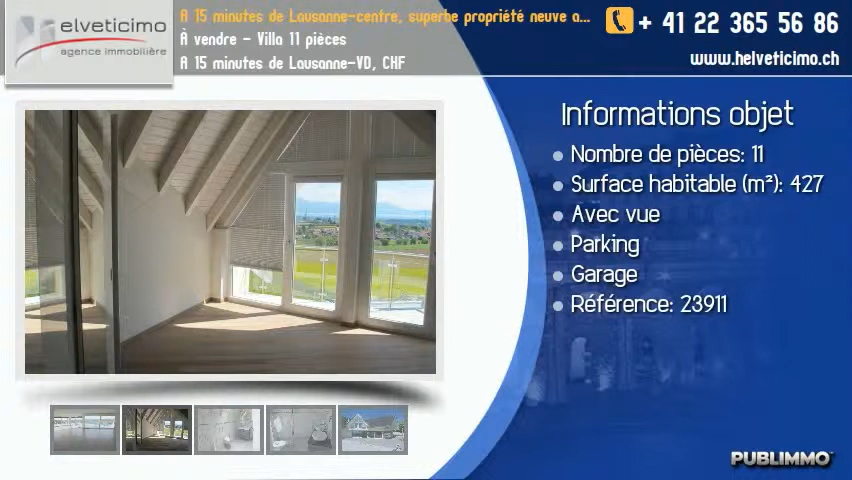 elveticimo
agence immobilière
A 15 minutes de Lausanne-centre, superbe propriété neuve a...
À vendre - Villa 11 pièces
A 15 minutes de Lausanne-VD, CHF
+ 41 22 365 56 86
www.helveticimo.ch
Informations objet
Nombre de pièces: 11
Surface habitable (m²): 427
Avec vue
Parking
Garage
Référence: 23911
PUBLIMMO